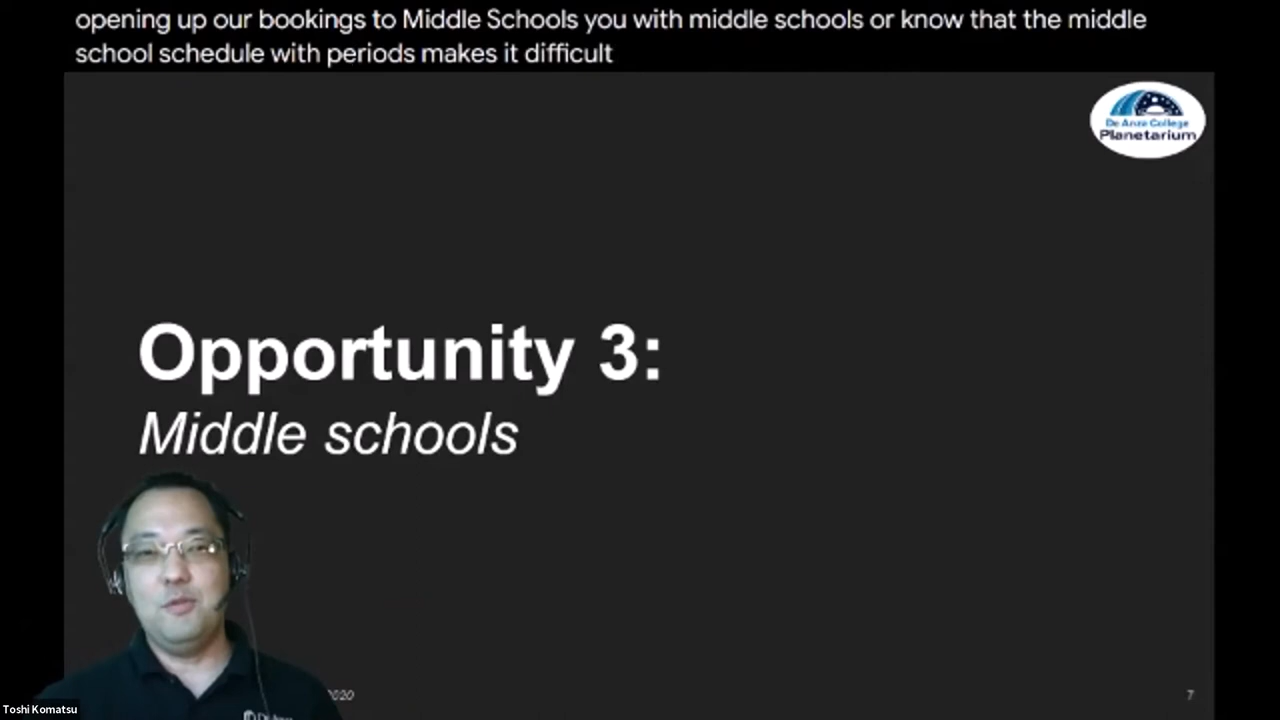 opening up our bookings to Middle Schools you with middle schools or know that the middle
school schedule with periods makes it difficult
De Anza College
Planetarium
Opportunity 3:
Middle schools
2020
7
Toshi Komatsu